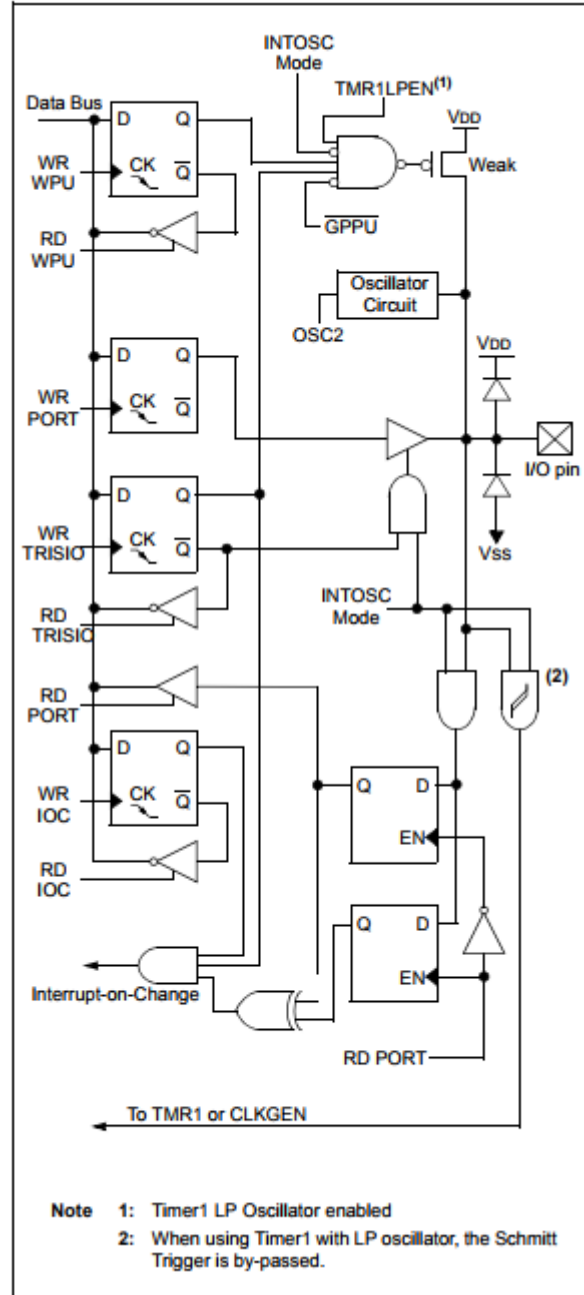 INTOSC
Mode
TMR1LPEN(1)
Data Bus
D Q
VDD
WR
WPU
CK Q
Weak
RD
WPU
GPPU
Oscillator
Circuit
OSC2
VDD
D Q
WR
PORT
CK Q
I/O pin
D Q
WR
TRISIO
CK Q
VSS
INTOSC
Mode
RD
TRISIO
(2)
RD
PORT
D Q
Q D
WR
IOC
CK Q
EN
RD
IOC
Q D
EN
Interrupt-on-Change
RD PORT
To TMR1 or CLKGEN
Note 1: Timer1 LP Oscillator enabled
2: When using Timer1 with LP oscillator, the Schmitt
Trigger is by-passed.